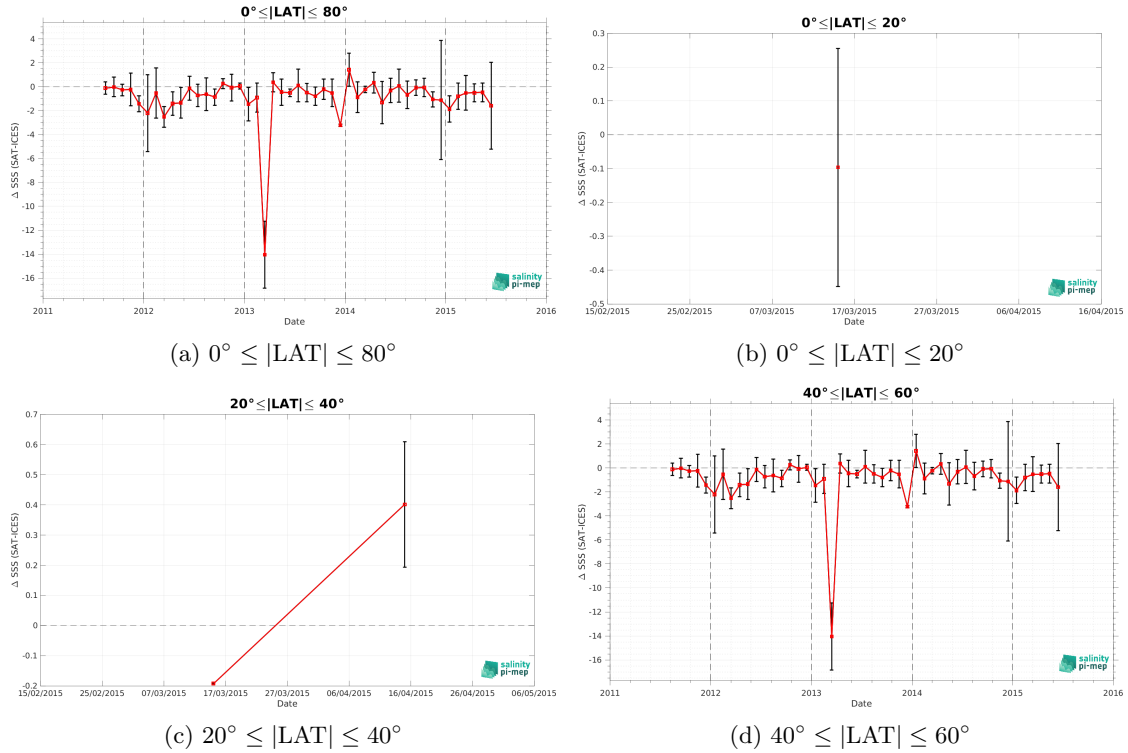 0°≤|LAT|≤ 80°
4
2
0
-2
-4
-6
-8
-10
-12
-14
-16
Δ SSS (SAT-ICES)
2011
2012
2013
2014
2015
2016
Date
salinity
pi-mep
(a) 0° ≤ |LAT| ≤ 80°
0°≤|LAT|≤ 20°
0.3
0.2
0.1
0
-0.1
-0.2
-0.3
-0.4
-0.5
Δ SSS (SAT-ICES)
15/02/2015
25/02/2015
07/03/2015
17/03/2015
27/03/2015
06/04/2015
16/04/2015
Date
salinity
pi-mep
(b) 0° ≤ |LAT| ≤ 20°
20°≤|LAT|≤ 40°
0.7
0.6
0.5
0.4
0.3
0.2
0.1
0
-0.1
-0.2
Δ SSS (SAT-ICES)
15/02/2015
25/02/2015
07/03/2015
17/03/2015
27/03/2015
06/04/2015
16/04/2015
26/04/2015
06/05/2015
Date
salinity
pi-mep
(c) 20° ≤ |LAT| ≤ 40°
40°≤|LAT|≤ 60°
4
2
0
-2
-4
-6
-8
-10
-12
-14
-16
Δ SSS (SAT-ICES)
2011
2012
2013
2014
2015
2016
Date
salinity
pi-mep
(d) 40° ≤ |LAT| ≤ 60°